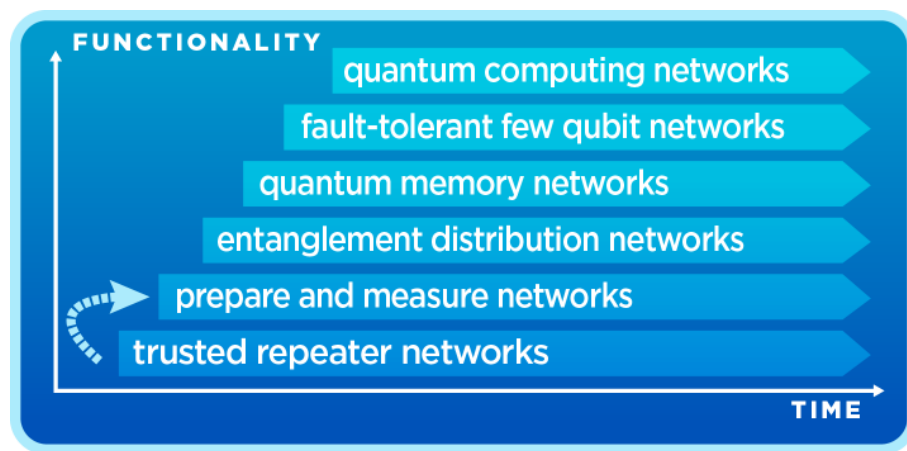 FUNCTIONALITY
quantum computing networks
fault-tolerant few qubit networks
quantum memory networks
entanglement distribution networks
prepare and measure networks
trusted repeater networks
TIME